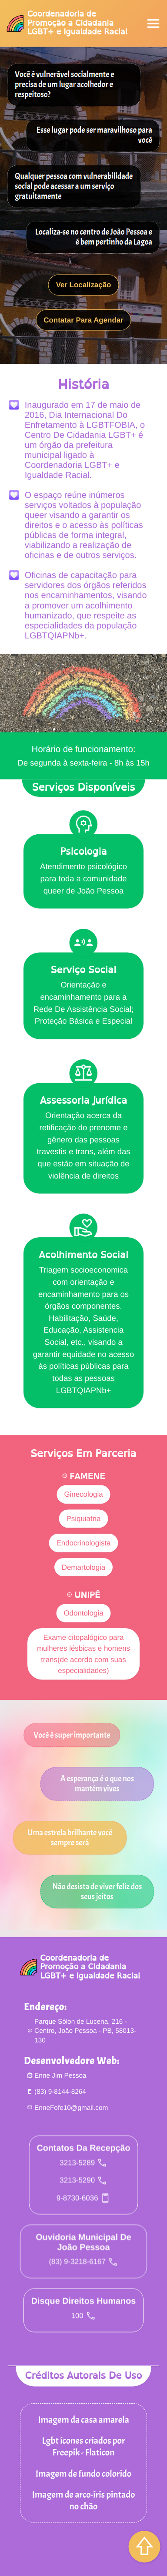 Coordenadoria de
Promoção a Cidadania
LGBT+ e Igualdade Racial
Você é vulnerável socialmente e
precisa de um lugar acolhedor e
respeitoso?
Esse lugar pode ser maravilhoso para
você
Qualquer pessoa com vulnerabilidade
social pode acessar a um serviço
gratuitamente
Localiza-se no centro de João Pessoa e
é bem pertinho da Lagoa
Ver Localização
Contatar Para Agendar
História
Inaugurado em 17 de maio de
2016, Dia Internacional Do
Enfretamento à LGBTFOBIA, o
Centro De Cidadania LGBT+ é
um órgão da prefeitura
municipal ligado à
Coordenadoria LGBT+ e
Igualdade Racial.
O espaço reúne inúmeros
serviços voltados à população
queer visando a garantir os
direitos e o acesso às políticas
públicas de forma integral,
viabilizando a realização de
oficinas e de outros serviços.
Oficinas de capacitação para
servidores dos órgãos referidos
nos encaminhamentos, visando
a promover um acolhimento
humanizado, que respeite as
especialidades da população
LGBTQIAPNb+.
Horário de funcionamento:
De segunda à sexta-feira - 8h às 15h
Serviços Disponíveis
Psicologia
Atendimento psicológico
para toda a comunidade
queer de João Pessoa
Serviço Social
Orientação e
encaminhamento para a
Rede De Assistência Social;
Proteção Básica e Especial
Assessoria Jurídica
Orientação acerca da
retificação do prenome e
gênero das pessoas
travestis e trans, além das
que estão em situação de
violência de direitos
Acolhimento Social
Triagem socioeconomica
com orientação e
encaminhamento para os
órgãos componentes.
Habilitação, Saúde,
Educação, Assistencia
Social, etc., visando a
garantir equidade no acesso
às políticas públicas para
todas as pessoas
LGBTQIAPNb+
Serviços Em Parceria
FAMENE
Ginecologia
Psiquiatria
Endocrinologista
Demartologia
UNIPÊ
Odontologia
Exame citopalógico para
mulheres lésbicas e homens
trans(de acordo com suas
especialidades)
Você é super importante
A esperança é o que nos
mantém vives
Uma estrela brilhante você
sempre será
Não desista de viver feliz dos
seus jeitos
Coordenadoria de
Promoção a Cidadania
LGBT+ e Igualdade Racial
Endereço:
Parque Sólon de Lucena, 216 -
Centro, João Pessoa - PB, 58013-
130
Desenvolvedore Web:
Enne Jim Pessoa
(83) 9-8144-8264
EnneFofe10@gmail.com
Contatos Da Recepção
3213-5289
3213-5290
9-8730-6036
Ouvidoria Municipal De
João Pessoa
(83) 9-3218-6167
Disque Direitos Humanos
100
Créditos Autorais De Uso
Imagem da casa amarela
Lgbt ícones criados por
Freepik - Flaticon
Imagem de fundo colorido
Imagem de arco-íris pintado
no chão